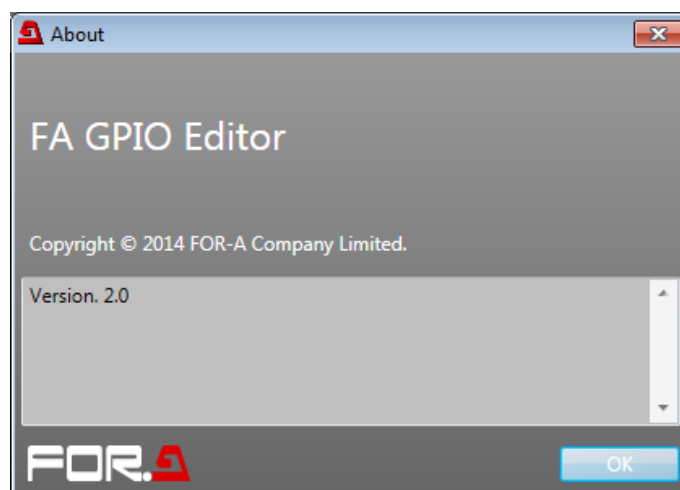 About
FA GPIO Editor
Copyright © 2014 FOR-A Company Limited.
Version. 2.0
FOR.A
OK